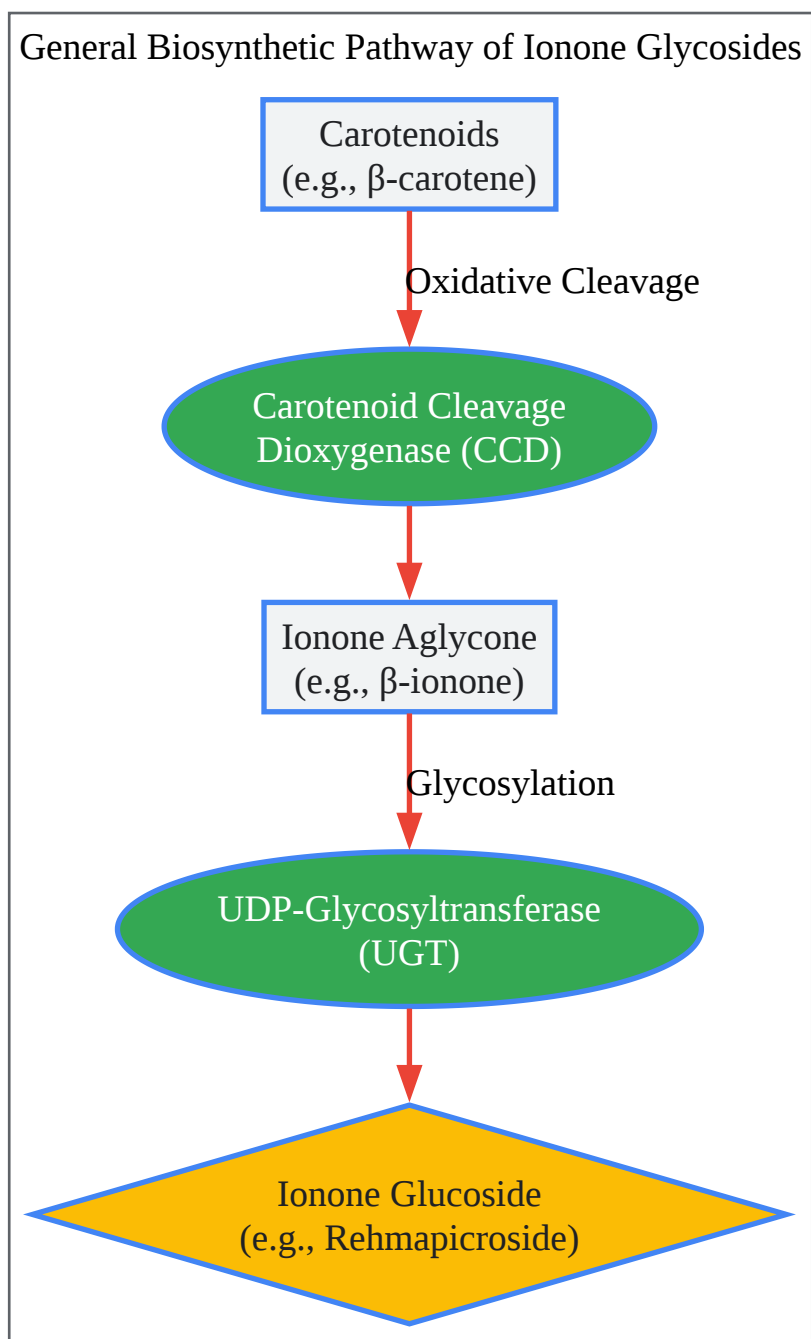 General Biosynthetic Pathway of Ionone Glycosides
Carotenoids
(e.g., β-carotene)
Oxidative Cleavage
Carotenoid Cleavage
Dioxygenase (CCD)
Ionone Aglycone
(e.g., β-ionone)
Glycosylation
UDP-Glycosyltransferase
(UGT)
Ionone Glucoside
(e.g., Rehmapicroside)